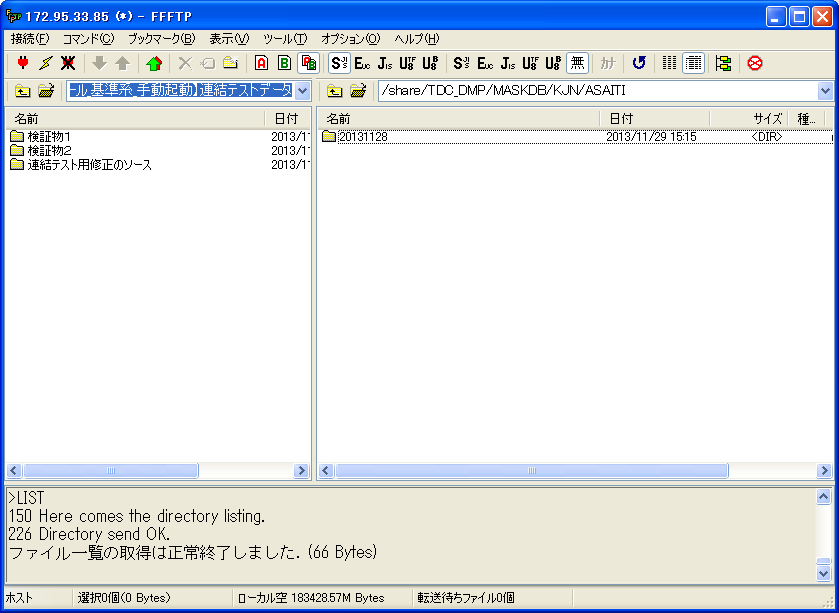 172.95.33.85 (*) - FFFTP
接続(F) コマンド(C) ブックマーク(B) 表示(V) ツール(T) オプション(O) ヘルプ(H)
ール_基準系_手動起動】連結テストデータ /share/TDC_DMP/MASKDB/KJN/ASAITI
名前 日付 名前 日付 サイズ 種...
検証物1 2013/1 20131128 2013/11/29 15:15 <DIR>
検証物2 2013/1
連結テスト用修正のソース 2013/1
>LIST
150 Here comes the directory listing.
226 Directory send OK.
ファイル一覧の取得は正常終了しました. (66 Bytes)
ホスト 選択0個(0 Bytes) ローカル空 183428.57M Bytes 転送待ちファイル0個